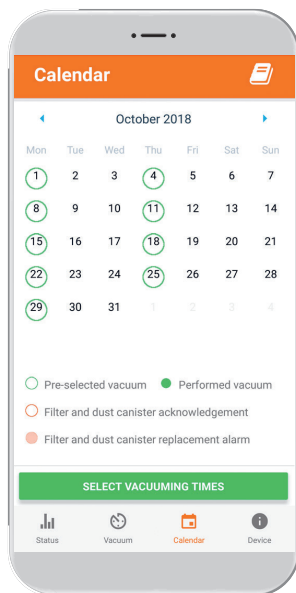 Calendar
October 2018
Mon Tue Wed Thu Fri Sat Sun
1 2 3 4 5 6 7
8 9 10 11 12 13 14
15 16 17 18 19 20 21
22 23 24 25 26 27 28
29 30 31 1 2 3 4
Pre-selected vacuum Performed vacuum
Filter and dust canister acknowledgement
Filter and dust canister replacement alarm
SELECT VACUUMING TIMES
Status Vacuum Calendar Device